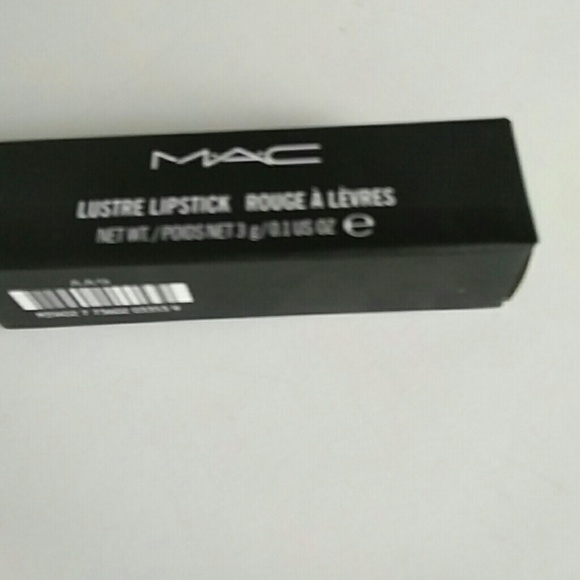 MAC
LUSTRE LIPSTICK ROUGE À LÈVRES
NET WT./POIDS NET 3 g/0.1 US OZ e